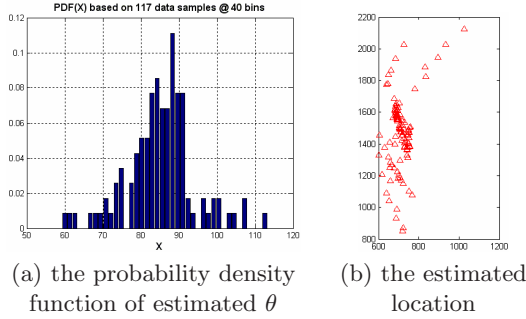 PDF(X) based on 117 data samples @ 40 bins
0.12
0.1
0.08
0.06
0.04
0.02
0
50 60 70 80 90 100 110 120
X
2200
2000
1800
1600
1400
1200
1000
800
600 800 1000 1200
(a) the probability density
function of estimated θ
(b) the estimated
location